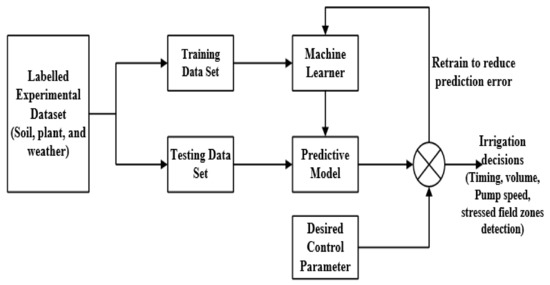 Labelled
Experimental
Dataset
(Soil, plant, and
weather)
Training
Data Set
Machine
Learner
Retrain to reduce
prediction error
Testing Data
Set
Predictive
Model
Irrigation
decisions
(Timing, volume,
Pump speed,
stressed field zones
detection)
Desired
Control
Parameter